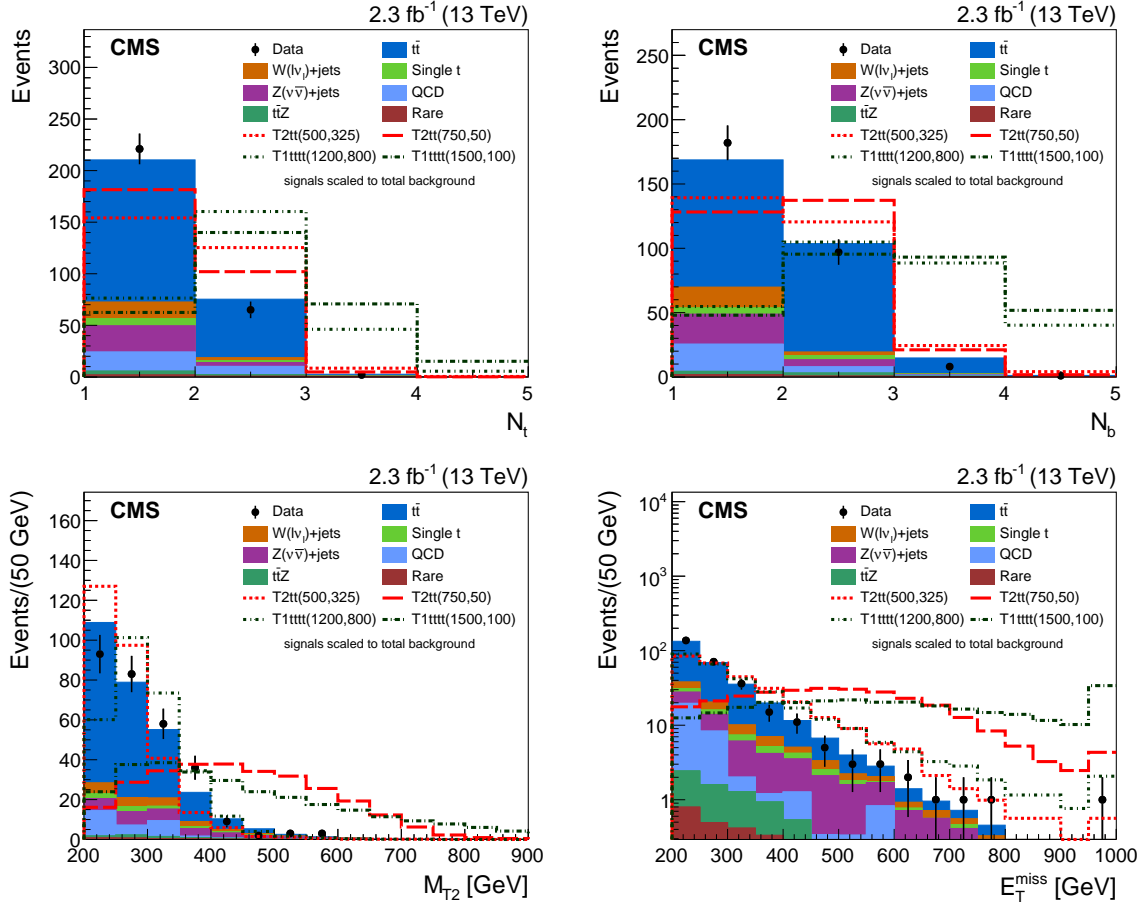 2.3 fb⁻¹ (13 TeV)
CMS
Events
Data
tt̄
W(lνₗ)+jets
Single t
Z(νν̄)+jets
QCD
tt̄Z
Rare
T2tt(500,325)
T2tt(750,50)
T1tttt(1200,800)
T1tttt(1500,100)
signals scaled to total background
300
250
200
150
100
50
0
1 2 3 4 5
N_t
2.3 fb⁻¹ (13 TeV)
CMS
Events
Data
tt̄
W(lνₗ)+jets
Single t
Z(νν̄)+jets
QCD
tt̄Z
Rare
T2tt(500,325)
T2tt(750,50)
T1tttt(1200,800)
T1tttt(1500,100)
signals scaled to total background
250
200
150
100
50
0
1 2 3 4 5
N_b
2.3 fb⁻¹ (13 TeV)
CMS
Events/(50 GeV)
Data
tt̄
W(lνₗ)+jets
Single t
Z(νν̄)+jets
QCD
tt̄Z
Rare
T2tt(500,325)
T2tt(750,50)
T1tttt(1200,800)
T1tttt(1500,100)
signals scaled to total background
160
140
120
100
80
60
40
20
0
200 300 400 500 600 700 800 900
M_T2 [GeV]
2.3 fb⁻¹ (13 TeV)
CMS
Events/(50 GeV)
Data
tt̄
W(lνₗ)+jets
Single t
Z(νν̄)+jets
QCD
tt̄Z
Rare
T2tt(500,325)
T2tt(750,50)
T1tttt(1200,800)
T1tttt(1500,100)
signals scaled to total background
10⁴
10³
10²
10
1
200 300 400 500 600 700 800 900 1000
E_T^miss [GeV]